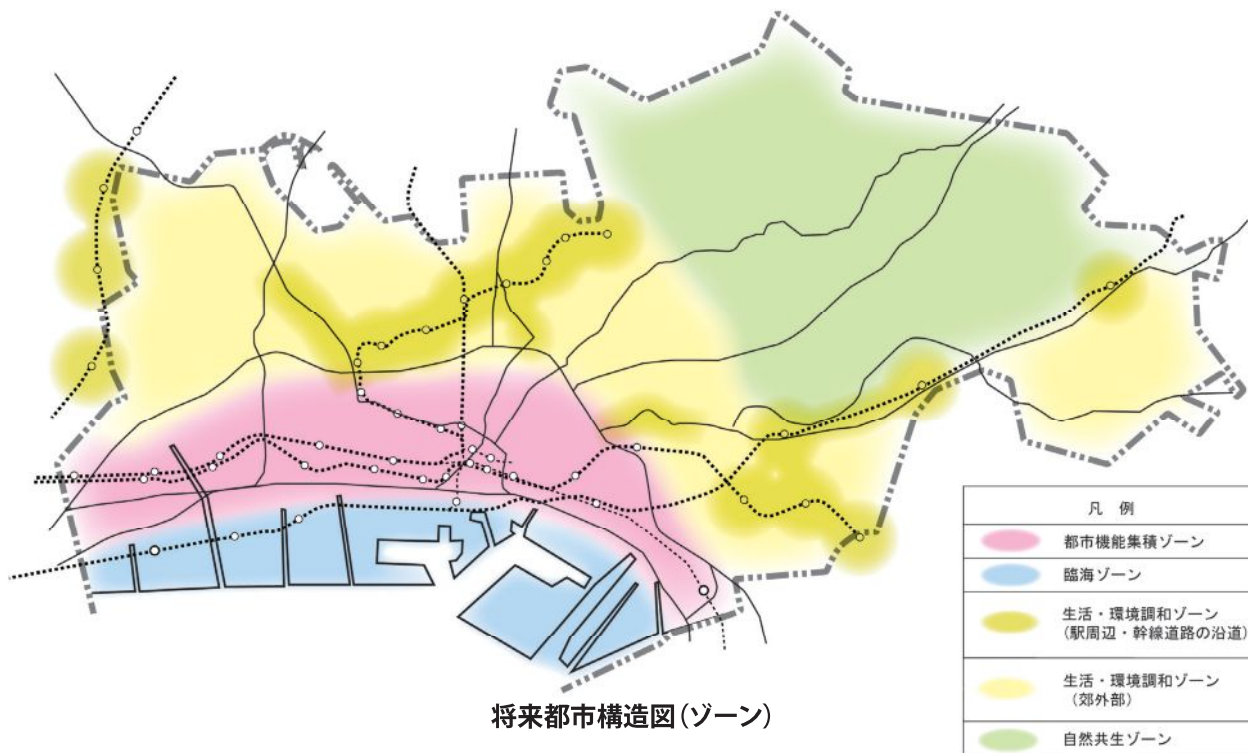 凡 例
都市機能集積ゾーン
臨海ゾーン
生活・環境調和ゾーン
(駅周辺・幹線道路の沿道)
生活・環境調和ゾーン
(郊外部)
自然共生ゾーン
将来都市構造図(ゾーン)